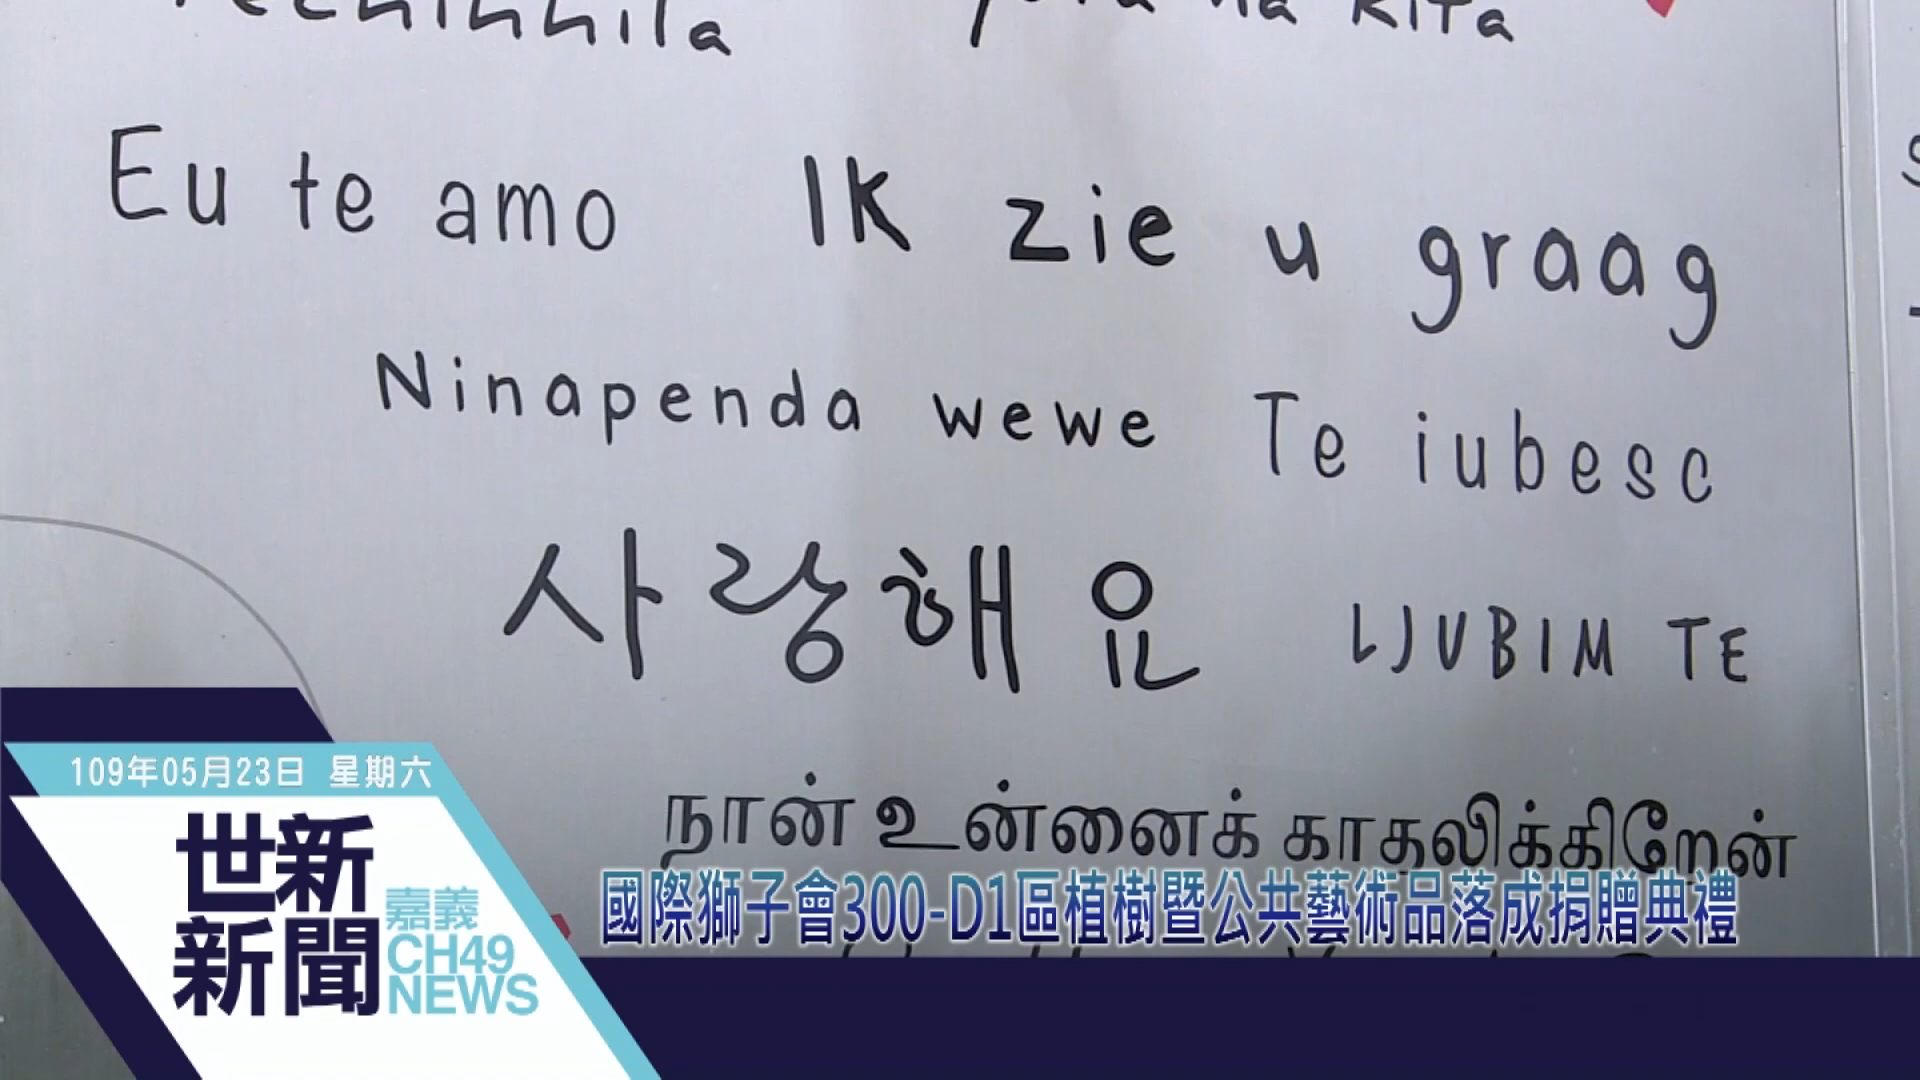 Eu te amo Ik zie u graag
Ninapenda wewe Te iubesc
사랑해요 LJUBIM TE
நான் உன்னைக் காதலிக்கிறேன்
109年05月23日 星期六
世新
新聞
嘉義
CH49
NEWS
國際獅子會300-D1區植樹暨公共藝術品落成捐贈典禮